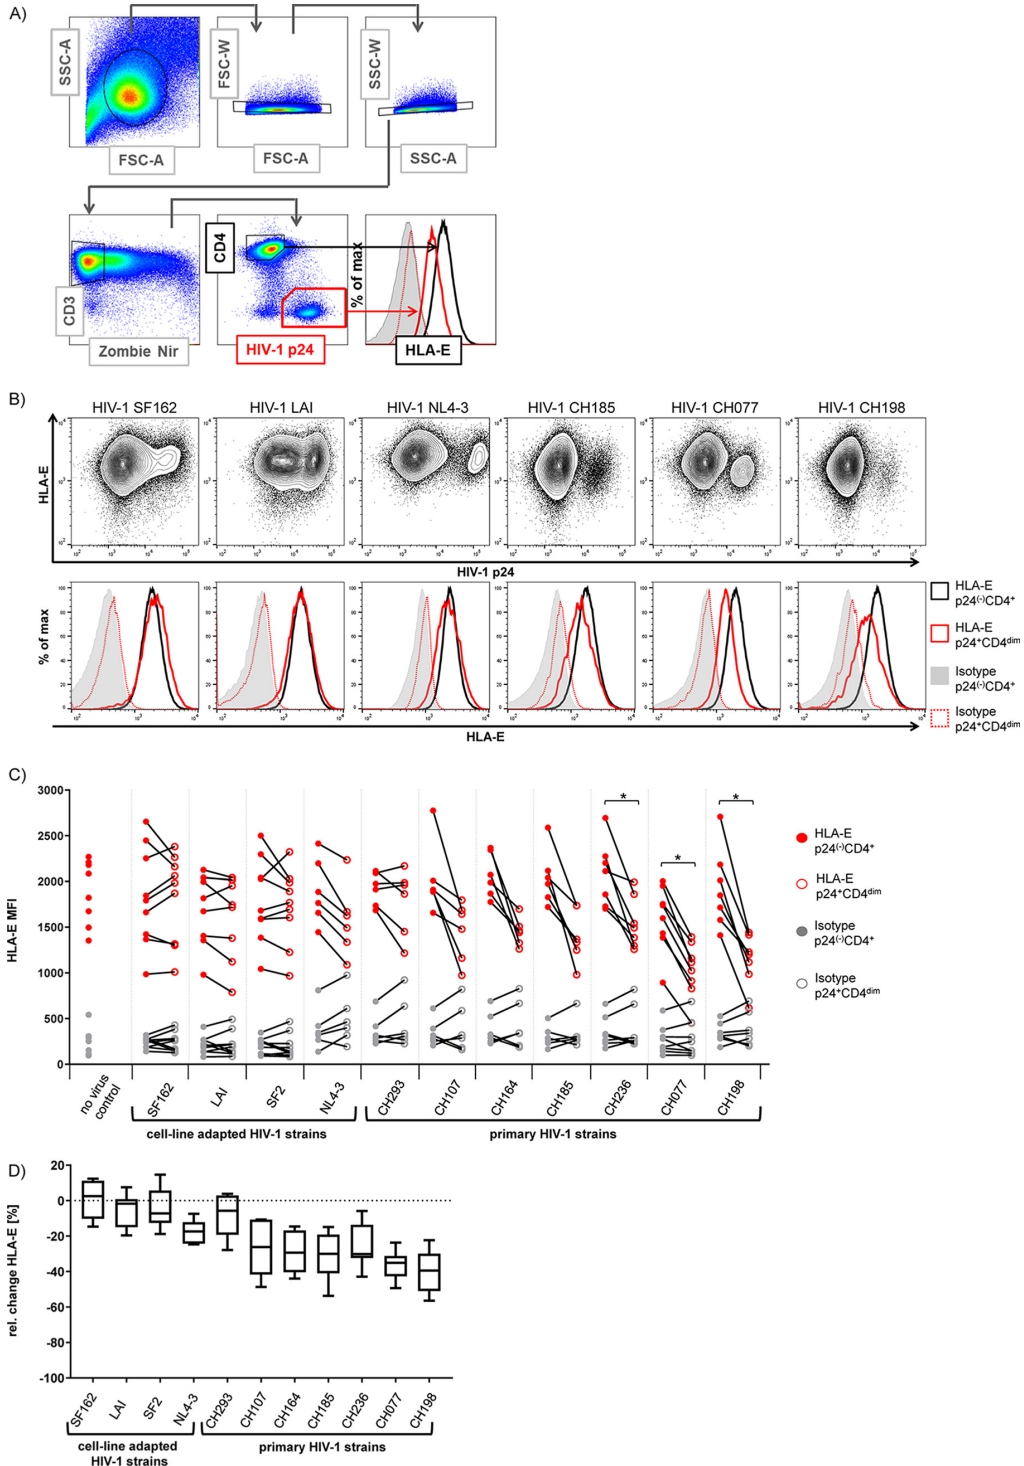 A)
SSC-A
FSC-W
SSC-W
FSC-A
FSC-A
SSC-A
CD3
CD4
% of max
Zombie Nir
HIV-1 p24
HLA-E
B)
HIV-1 SF162
HIV-1 LAI
HIV-1 NL4-3
HIV-1 CH185
HIV-1 CH077
HIV-1 CH198
HLA-E
HIV-1 p24
% of max
HLA-E
HLA-E
p24(-)CD4+
HLA-E
p24+CD4dim
Isotype
p24(-)CD4+
Isotype
p24+CD4dim
C)
HLA-E MFI
3000
2500
2000
1500
1000
500
0
*
*
*
HLA-E
p24(-)CD4+
HLA-E
p24+CD4dim
Isotype
p24(-)CD4+
Isotype
p24+CD4dim
no virus
control
SF162
LAI
SF2
NL4-3
CH293
CH107
CH164
CH185
CH236
CH077
CH198
cell-line adapted HIV-1 strains
primary HIV-1 strains
D)
rel. change HLA-E [%]
20
0
-20
-40
-60
-80
-100
SF162
LAI
SF2
NL4-3
CH293
CH107
CH164
CH185
CH236
CH077
CH198
cell-line adapted
HIV-1 strains
primary HIV-1 strains